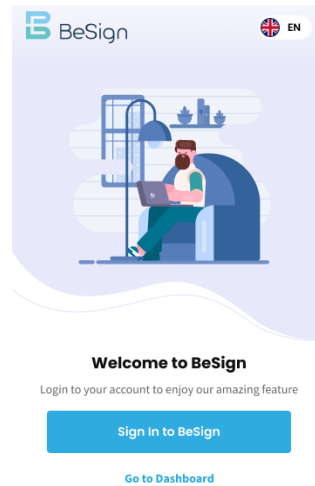 BeSign
EN
Welcome to BeSign
Login to your account to enjoy our amazing feature
Sign In to BeSign
Go to Dashboard